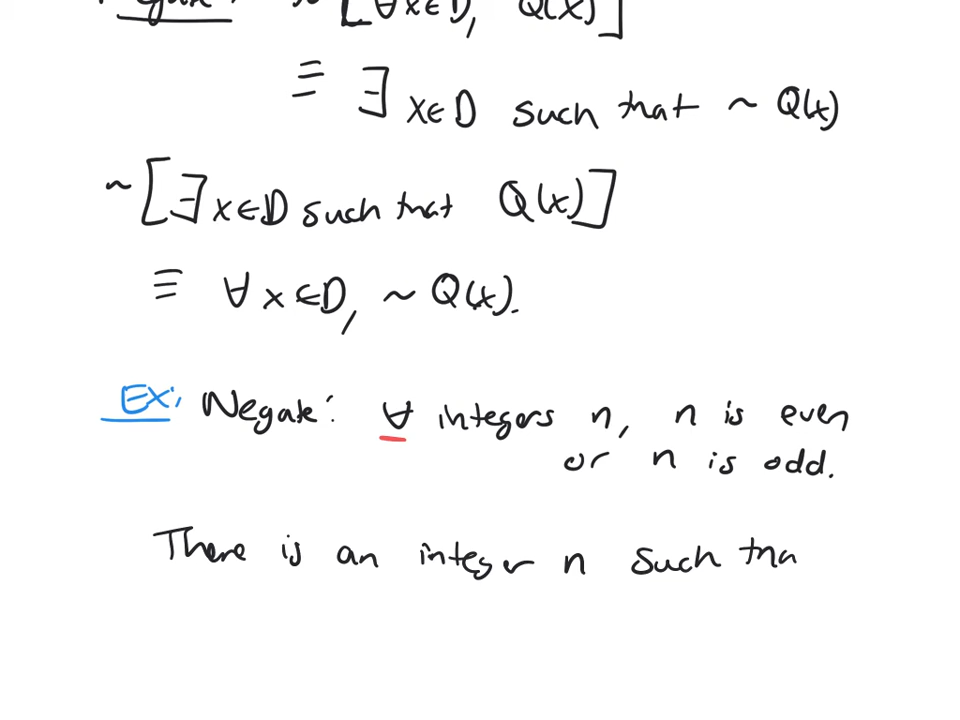 [∀x∈D, Q(x)]
≡ ∃ x∈D such that ~ Q(x)
~[∃ x∈D such that Q(x)]
≡ ∀ x∈D, ~ Q(x).
Ex: Negate: ∀ integers n, n is even
or n is odd.
There is an integer n such tha